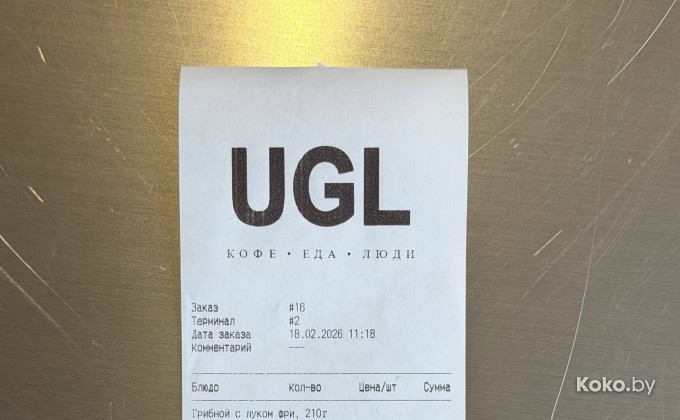 UGL
КОФЕ • ЕДА • ЛЮДИ
Заказ #16
Терминал #2
Дата заказа 18.02.2026 11:18
Комментарий ---
Блюдо Кол-во Цена/шт Сумма
Грибной с луком фри, 210г
Koko.by